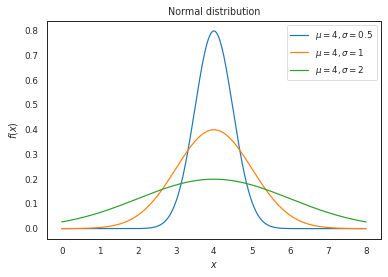 Normal distribution
μ = 4, σ = 0.5
μ = 4, σ = 1
μ = 4, σ = 2
f(x)
0.8
0.7
0.6
0.5
0.4
0.3
0.2
0.1
0.0
0 1 2 3 4 5 6 7 8
x